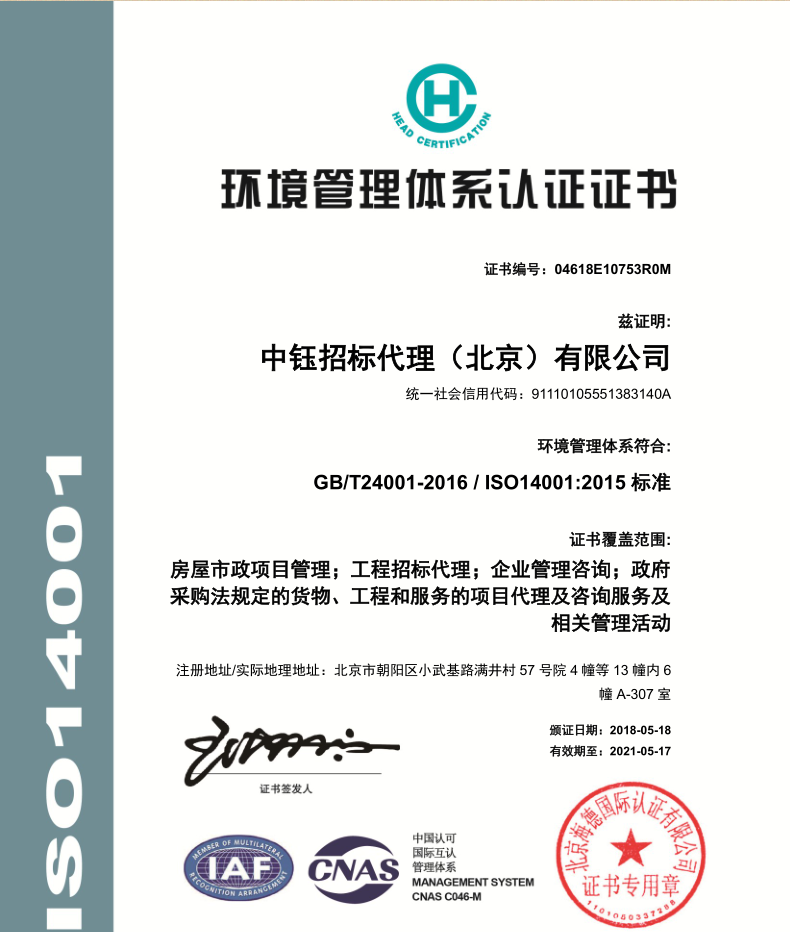 HEAD CERTIFICATION
环境管理体系认证证书
证书编号：04618E10753R0M
兹证明:
中钰招标代理（北京）有限公司
统一社会信用代码：91110105551383140A
环境管理体系符合:
GB/T24001-2016 / ISO14001:2015 标准
证书覆盖范围:
房屋市政项目管理；工程招标代理；企业管理咨询；政府
采购法规定的货物、工程和服务的项目代理及咨询服务及
相关管理活动
注册地址/实际地理地址：北京市朝阳区小武基路满井村 57 号院 4 幢等 13 幢内 6
幢 A-307 室
颁证日期：2018-05-18
有效期至：2021-05-17
证书签发人
ISO14001
MEMBER OF MULTILATERAL
IAF
RECOGNITION ARRANGEMENT
CNAS
中国认可
国际互认
管理体系
MANAGEMENT SYSTEM
CNAS C046-M
北京海德国际认证有限公司
证书专用章